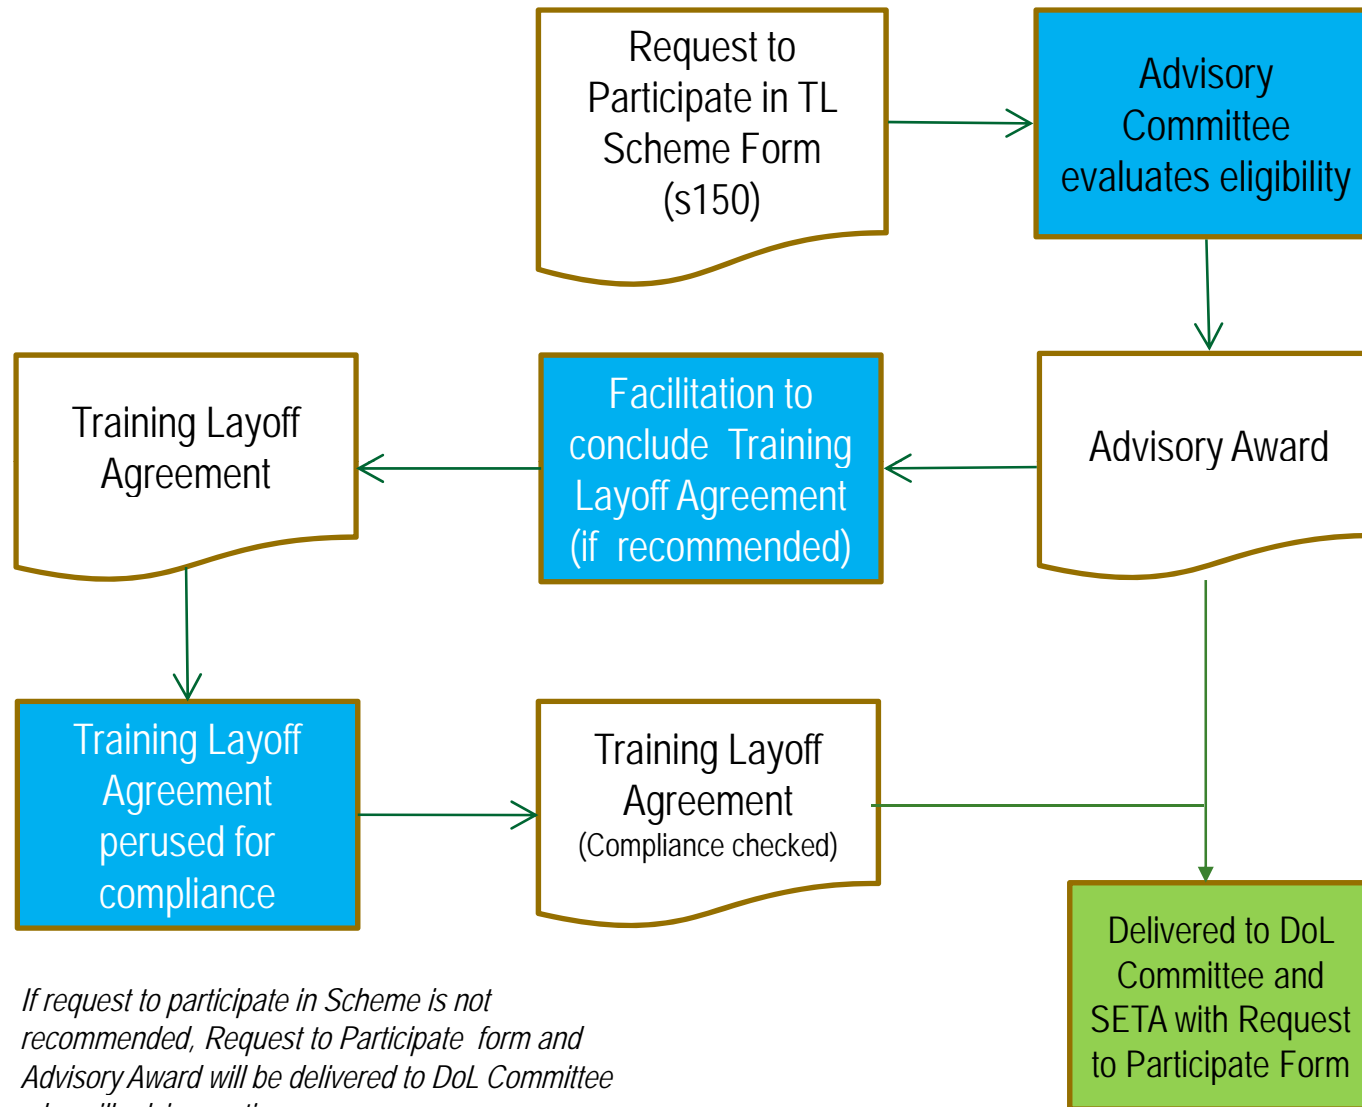 Request to
Participate in TL
Scheme Form
(s150)
Advisory
Committee
evaluates eligibility
Training Layoff
Agreement
Facilitation to
conclude Training
Layoff Agreement
(if recommended)
Advisory Award
Training Layoff
Agreement
perused for
compliance
Training Layoff
Agreement
(Compliance checked)
Delivered to DoL
Committee and
SETA with Request
to Participate Form
If request to participate in Scheme is not
recommended, Request to Participate form and
Advisory Award will be delivered to DoL Committee